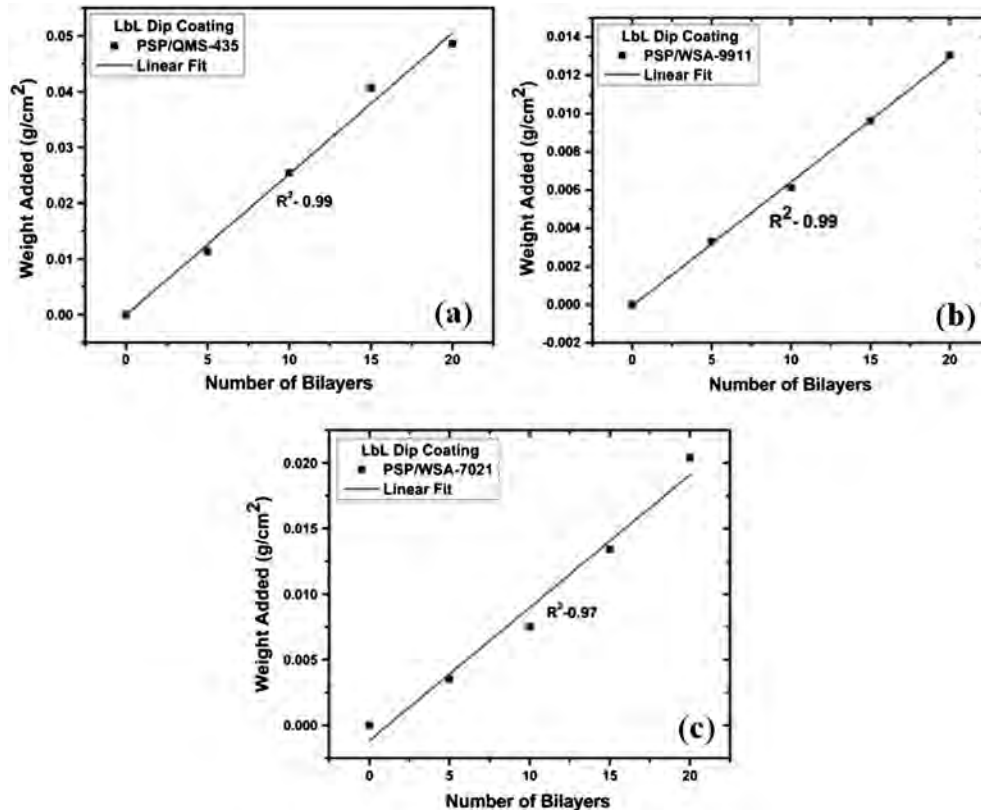 LbL Dip Coating
PSP/QMS-435
Linear Fit
0.05
0.04
0.03
0.02
0.01
0.00
Weight Added (g/cm²)
R²- 0.99
(a)
0 5 10 15 20
Number of Bilayers
LbL Dip Coating
PSP/WSA-9911
Linear Fit
0.014
0.012
0.010
0.008
0.006
0.004
0.002
0.000
-0.002
Weight Added (g/cm²)
R²- 0.99
(b)
0 5 10 15 20
Number of Bilayers
LbL Dip Coating
PSP/WSA-7021
Linear Fit
0.020
0.015
0.010
0.005
0.000
Weight Added (g/cm²)
R²-0.97
(c)
0 5 10 15 20
Number of Bilayers